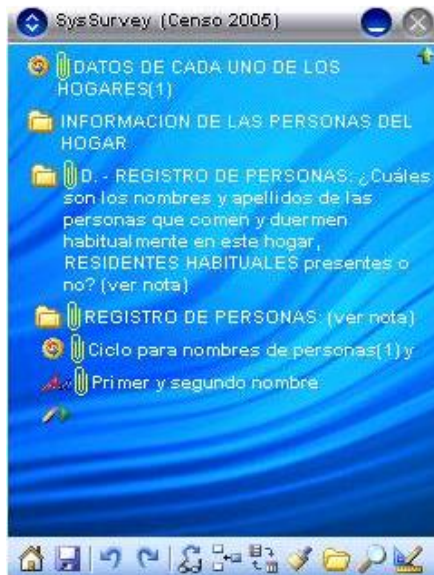 SysSurvey (Censo 2005)
DATOS DE CADA UNO DE LOS
HOGARES(1)
INFORMACION DE LAS PERSONAS DEL
HOGAR
D. - REGISTRO DE PERSONAS: ¿Cuáles
son los nombres y apellidos de las
personas que comen y duermen
habitualmente en este hogar,
RESIDENTES HABITUALES presentes o
no? (ver nota)
REGISTRO DE PERSONAS: (ver nota)
Ciclo para nombres de personas(1) y
Primer y segundo nombre